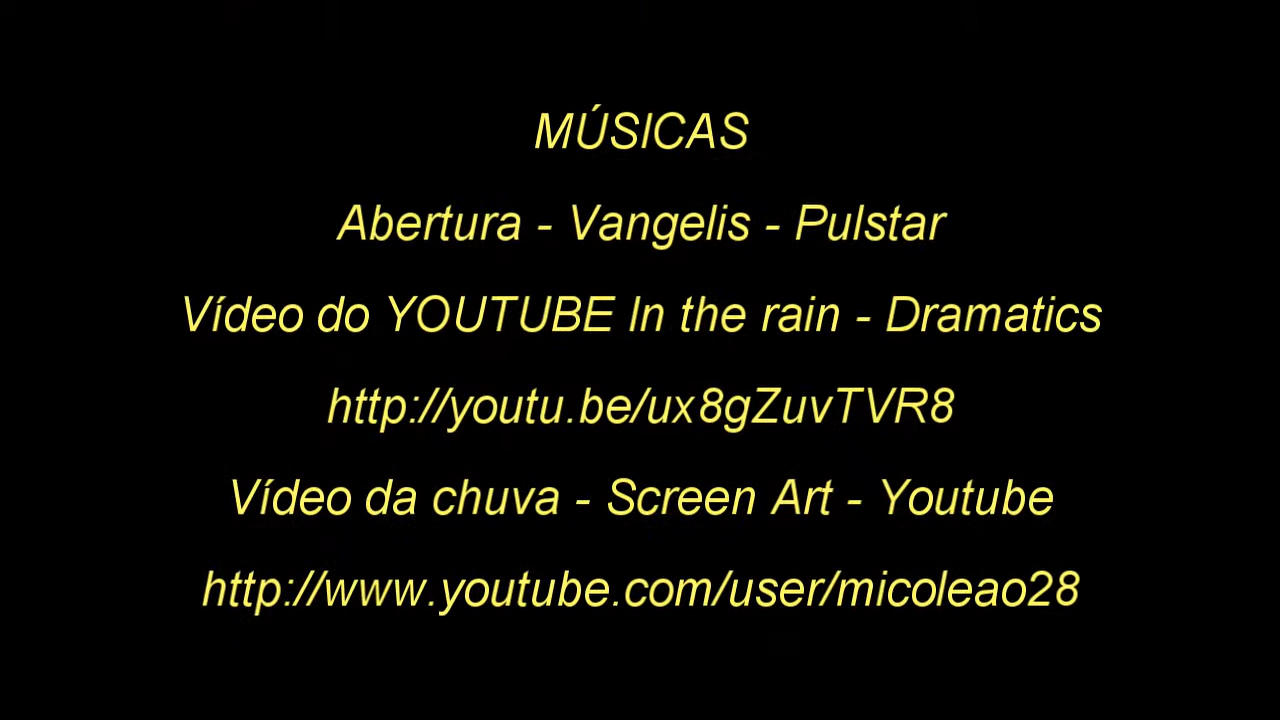 MÚSICAS
Abertura - Vangelis - Pulstar
Vídeo do YOUTUBE In the rain - Dramatics
http://youtu.be/ux8gZuvTVR8
Vídeo da chuva - Screen Art - Youtube
http://www.youtube.com/user/micoleao28